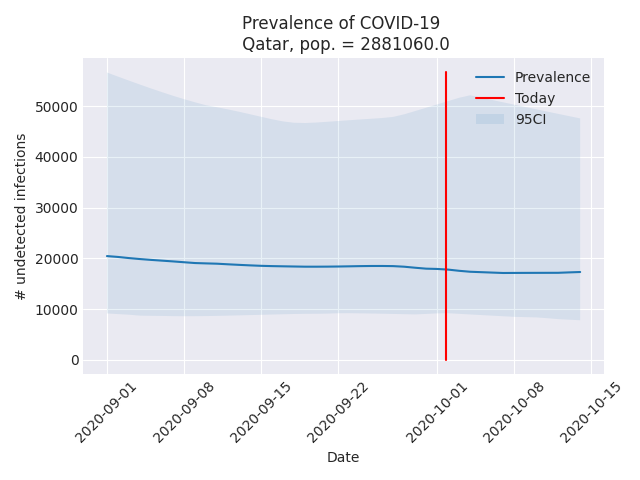 Prevalence of COVID-19
Qatar, pop. = 2881060.0
Prevalence
Today
95CI
# undetected infections
50000
40000
30000
20000
10000
0
2020-09-01
2020-09-08
2020-09-15
2020-09-22
2020-10-01
2020-10-08
2020-10-15
Date